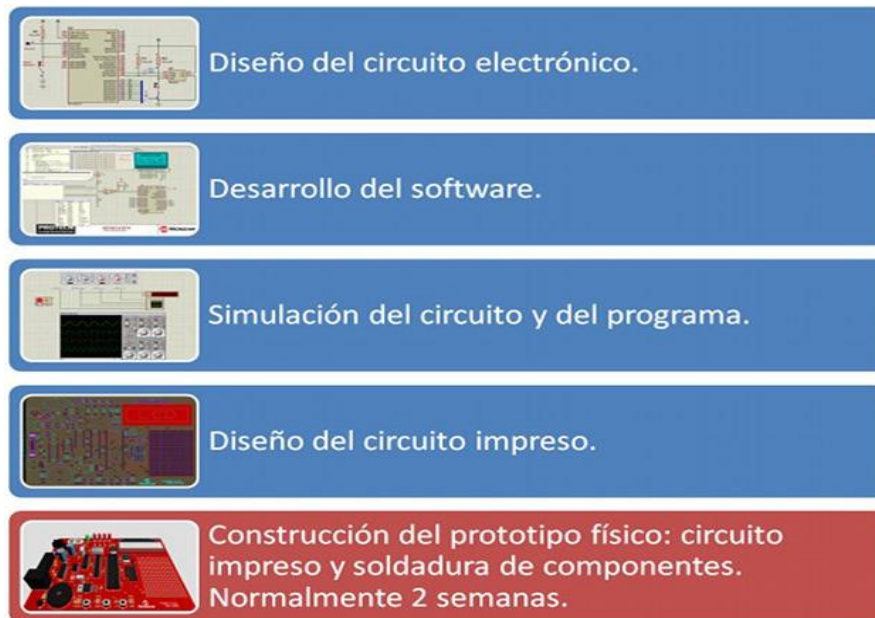 Diseño del circuito electrónico.
Desarrollo del software.
Simulación del circuito y del programa.
Diseño del circuito impreso.
Construcción del prototipo físico: circuito
impreso y soldadura de componentes.
Normalmente 2 semanas.